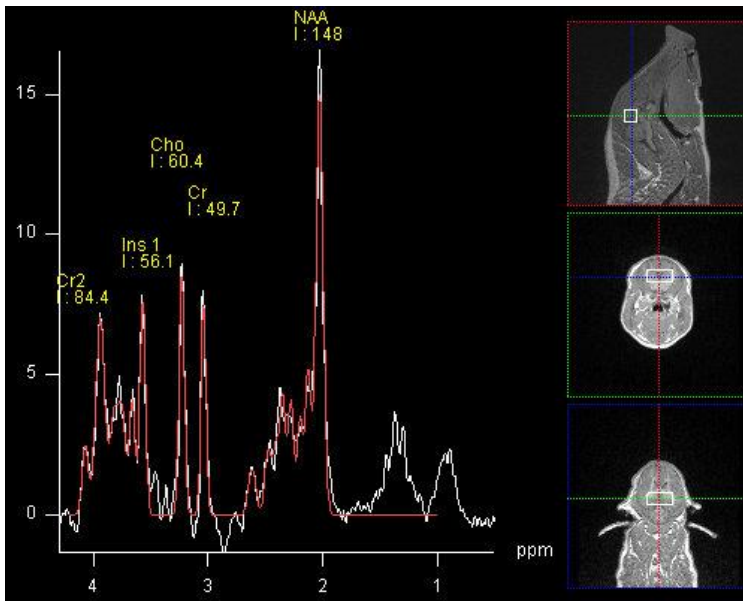 NAA
I : 148
15
Cho
I : 60.4
Cr
I : 49.7
10
Ins 1
I : 56.1
Cr2
I : 84.4
5
0
ppm
4 3 2 1